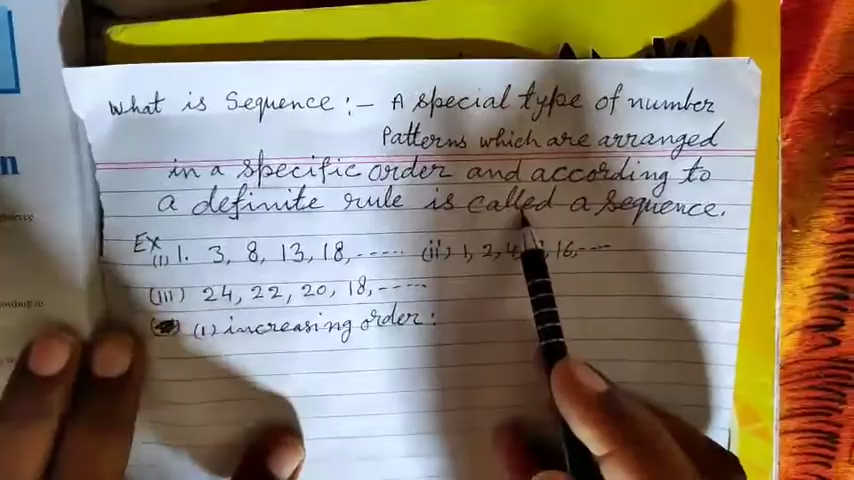 What is Sequence :- A special Type of number
Patterns which are arranged
in a specific order and according to
a definite rule is called a sequence.
Ex
(i) 1. 3, 8, 13, 18, ----- (ii) 1, 2, 4, 16, ----
(iii) 24, 22, 20, 18, -----
(i) increasing order :